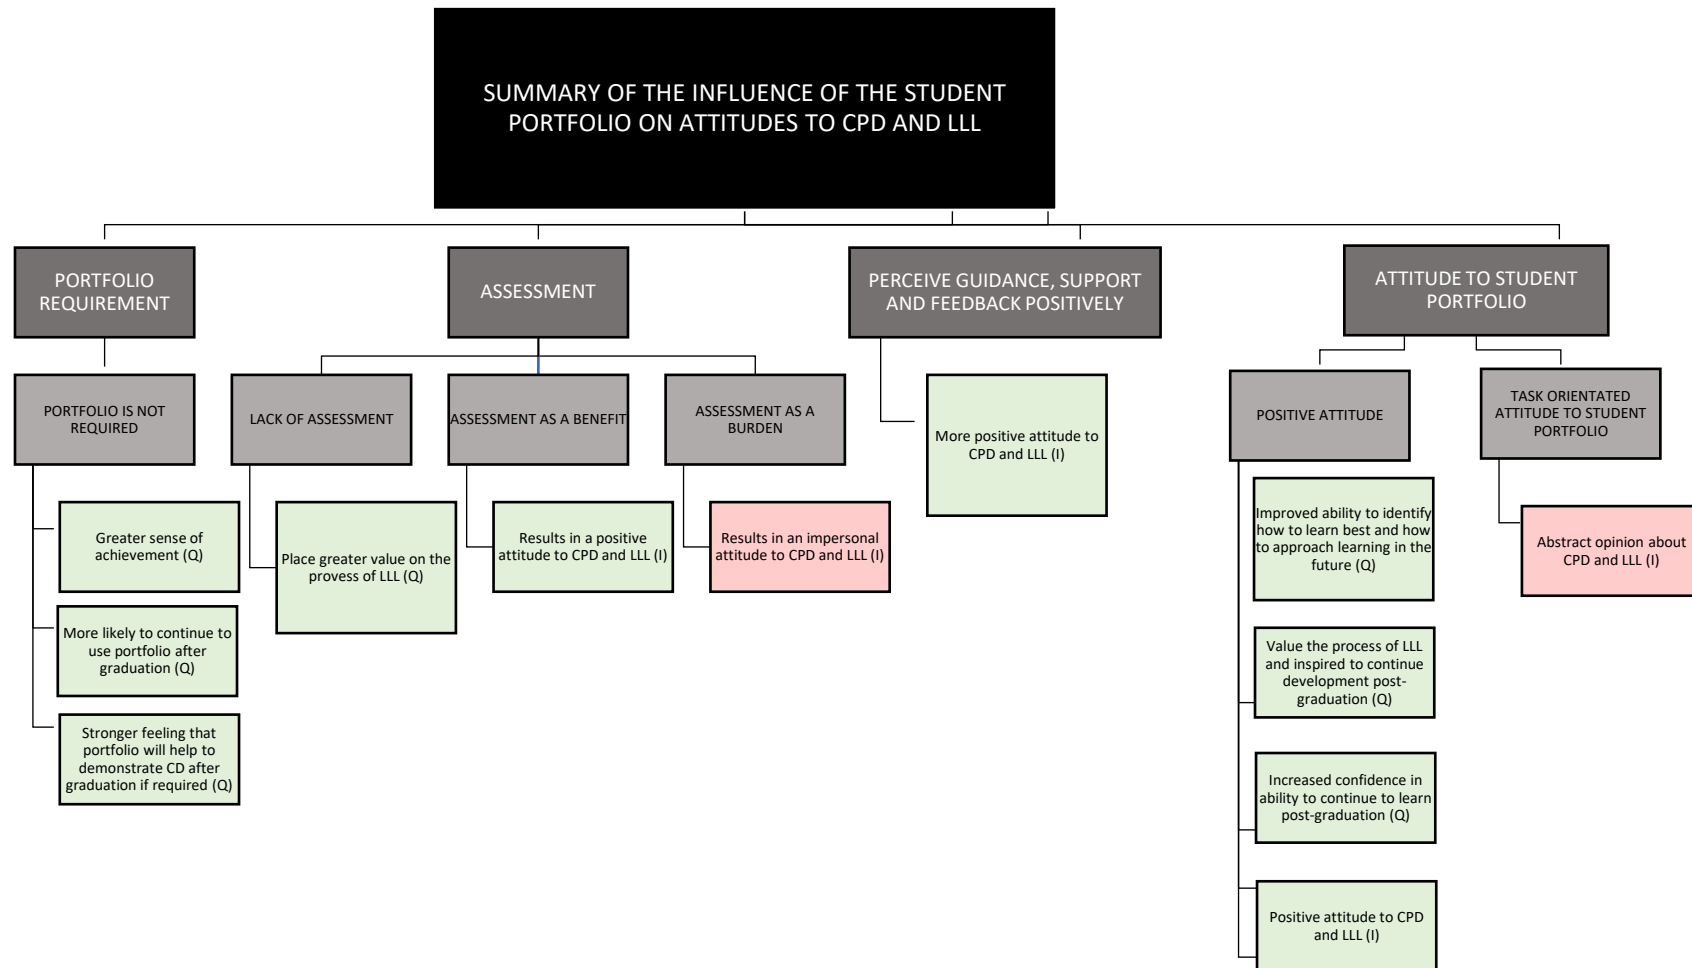 SUMMARY OF THE INFLUENCE OF THE STUDENT
PORTFOLIO ON ATTITUDES TO CPD AND LLL
PORTFOLIO
REQUIREMENT
ASSESSMENT
PERCEIVE GUIDANCE, SUPPORT
AND FEEDBACK POSITIVELY
ATTITUDE TO STUDENT
PORTFOLIO
PORTFOLIO IS NOT
REQUIRED
LACK OF ASSESSMENT
ASSESSMENT AS A BENEFIT
ASSESSMENT AS A
BURDEN
More positive attitude to
CPD and LLL (I)
POSITIVE ATTITUDE
TASK ORIENTATED
ATTITUDE TO STUDENT
PORTFOLIO
Greater sense of
achievement (Q)
More likely to continue to
use portfolio after
graduation (Q)
Stronger feeling that
portfolio will help to
demonstrate CD after
graduation if required (Q)
Place greater value on the
provess of LLL (Q)
Results in a positive
attitude to CPD and LLL (I)
Results in an impersonal
attitude to CPD and LLL (I)
Improved ability to identify
how to learn best and how
to approach learning in the
future (Q)
Value the process of LLL
and inspired to continue
development post-
graduation (Q)
Increased confidence in
ability to continue to learn
post-graduation (Q)
Positive attitude to CPD
and LLL (I)
Abstract opinion about
CPD and LLL (I)